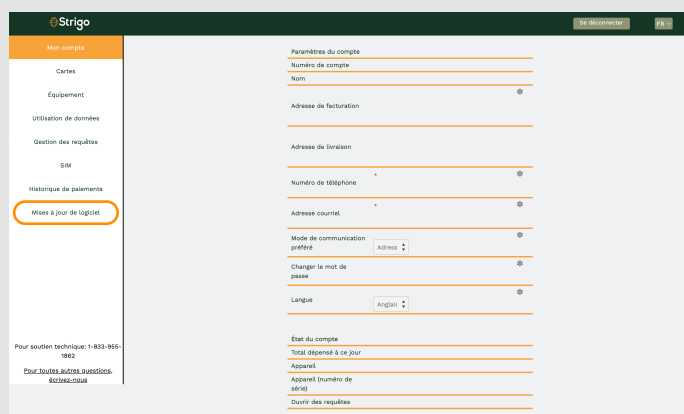 Strigo
Se déconnecter
FR
Mon compte
Cartes
Équipement
Utilisation de données
Gestion des requêtes
SIM
Historique de paiements
Mises à jour de logiciel
Pour soutien technique: 1-833-955-
1862
Pour toutes autres questions,
écrivez-nous
Paramètres du compte
Numéro de compte
Nom
Adresse de facturation
Adresse de livraison
*
Numéro de téléphone
*
Adresse courriel
Mode de communication
préféré
Adress
Changer le mot de
passe
Langue
Anglais
État du compte
Total dépensé à ce jour
Appareil
Appareil (numéro de
série)
Ouvrir des requêtes